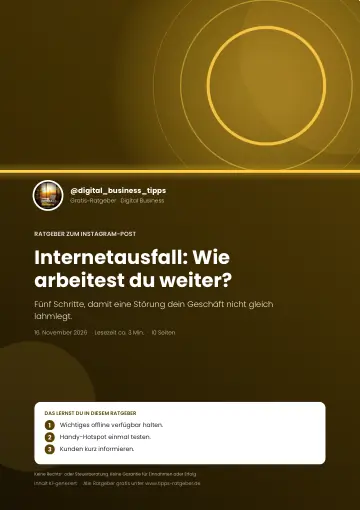 @digital_business_tipps
Gratis-Ratgeber · Digital Business
RATGEBER ZUM INSTAGRAM-POST
Internetausfall: Wie
arbeitest du weiter?
Fünf Schritte, damit eine Störung dein Geschäft nicht gleich
lahmlegt.
16. November 2026 · Lesezeit ca. 3 Min. · 10 Seiten
DAS LERNST DU IN DIESEM RATGEBER
1 Wichtiges offline verfügbar halten.
2 Handy-Hotspot einmal testen.
3 Kunden kurz informieren.
Keine Rechts- oder Steuerberatung. Keine Garantie für Einnahmen oder Erfolg.
Inhalt KI-generiert · Alle Ratgeber gratis unter www.tipps-ratgeber.de